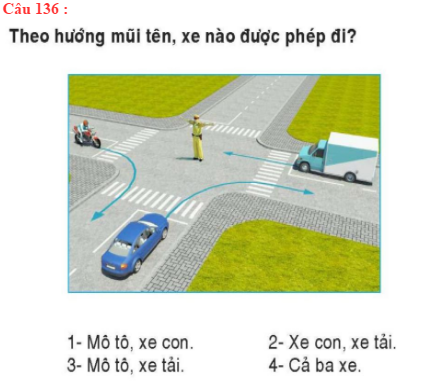 Câu 136 :
Theo hướng mũi tên, xe nào được phép đi?
1- Mô tô, xe con.
2- Xe con, xe tải.
3- Mô tô, xe tải.
4- Cả ba xe.